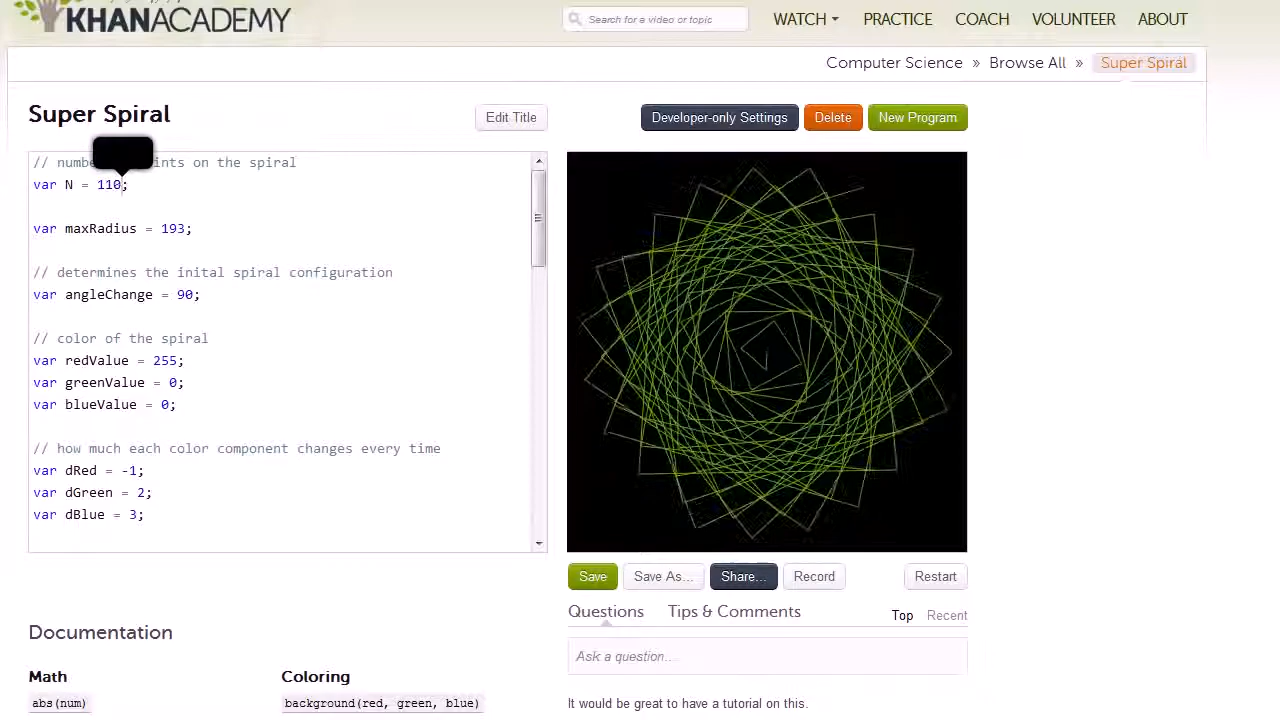 KHANACADEMY
Search for a video or topic
WATCH PRACTICE COACH VOLUNTEER ABOUT
Computer Science » Browse All » Super Spiral
Super Spiral
Edit Title
Developer-only Settings
Delete
New Program
// ints on the spiral
var N = 110;
var maxRadius = 193;
// determines the inital spiral configuration
var angleChange = 90;
// color of the spiral
var redValue = 255;
var greenValue = 0;
var blueValue = 0;
// how much each color component changes every time
var dRed = -1;
var dGreen = 2;
var dBlue = 3;
Save
Save As...
Share...
Record
Restart
Questions Tips & Comments Top Recent
Ask a question...
It would be great to have a tutorial on this.
Documentation
Math
abs(num)
Coloring
background(red, green, blue)